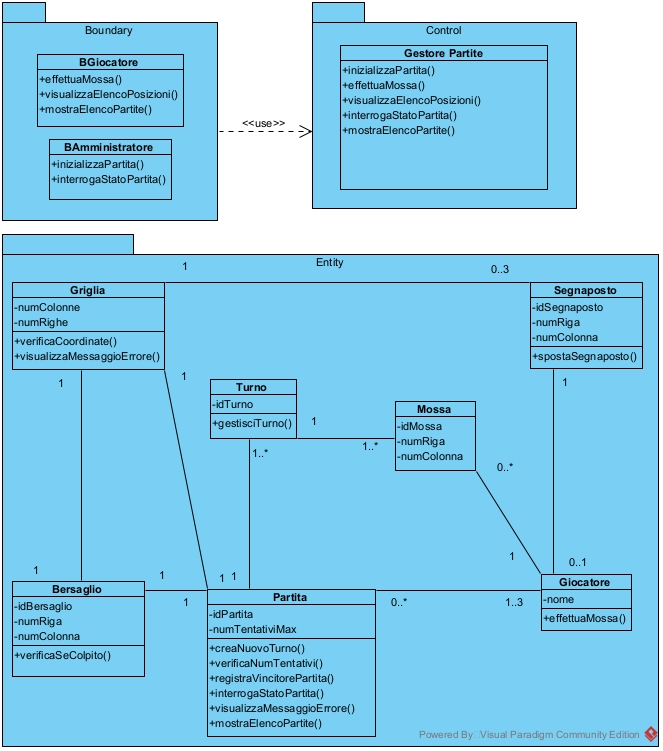 Boundary
BGiocatore
+effettuaMossa()
+visualizzaElencoPosizioni()
+mostraElencoPartite()
BAmministratore
+inizializzaPartita()
+interrogaStatoPartita()
<<use>>
Control
Gestore Partite
+inizializzaPartita()
+effettuaMossa()
+visualizzaElencoPosizioni()
+interrogaStatoPartita()
+mostraElencoPartite()
Entity
1
0..3
Griglia
-numColonne
-numRighe
+verificaCoordinate()
+visualizzaMessaggioErrore()
Segnaposto
-idSegnaposto
-numRiga
-numColonna
+spostaSegnaposto()
1
1
1
Turno
-idTurno
+gestisciTurno()
1
1..*
1..*
Mossa
-idMossa
-numRiga
-numColonna
0..*
1
0..1
1
1
1
1
1
Bersaglio
-idBersaglio
-numRiga
-numColonna
+verificaSeColpito()
Partita
-idPartita
-numTentativiMax
+creaNuovoTurno()
+verificaNumTentativi()
+registraVincitorePartita()
+interrogaStatoPartita()
+visualizzaMessaggioErrore()
+mostraElencoPartite()
0..*
1..3
Giocatore
-nome
+effettuaMossa()
Powered By: Visual Paradigm Community Edition